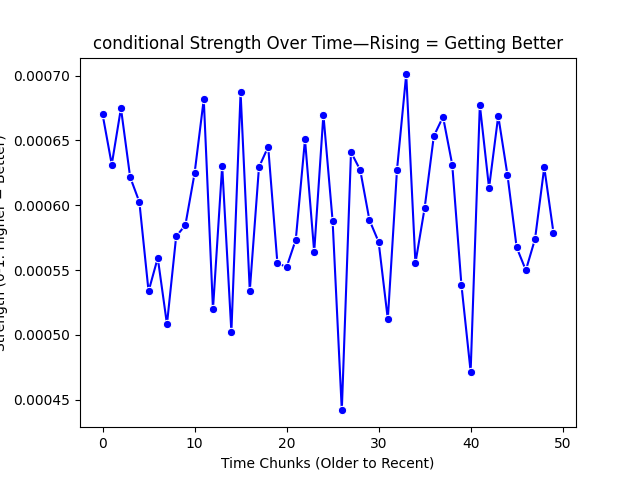 conditional Strength Over Time—Rising = Getting Better
0.00070
0.00065
0.00060
0.00055
0.00050
0.00045
0 10 20 30 40 50
Time Chunks (Older to Recent)